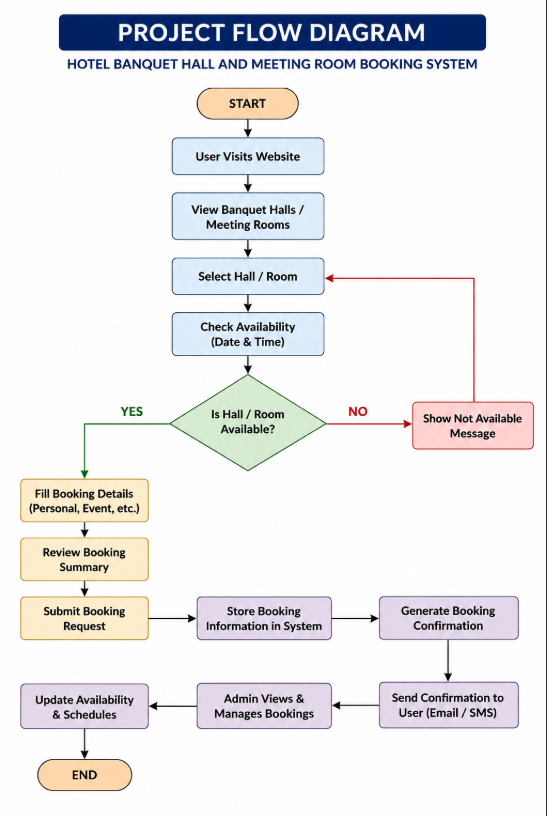 PROJECT FLOW DIAGRAM
HOTEL BANQUET HALL AND MEETING ROOM BOOKING SYSTEM
START
User Visits Website
View Banquet Halls /
Meeting Rooms
Select Hall / Room
Check Availability
(Date & Time)
Is Hall / Room
Available?
YES
NO
Show Not Available
Message
Fill Booking Details
(Personal, Event, etc.)
Review Booking
Summary
Submit Booking
Request
Store Booking
Information in System
Generate Booking
Confirmation
Send Confirmation to
User (Email / SMS)
Admin Views &
Manages Bookings
Update Availability
& Schedules
END